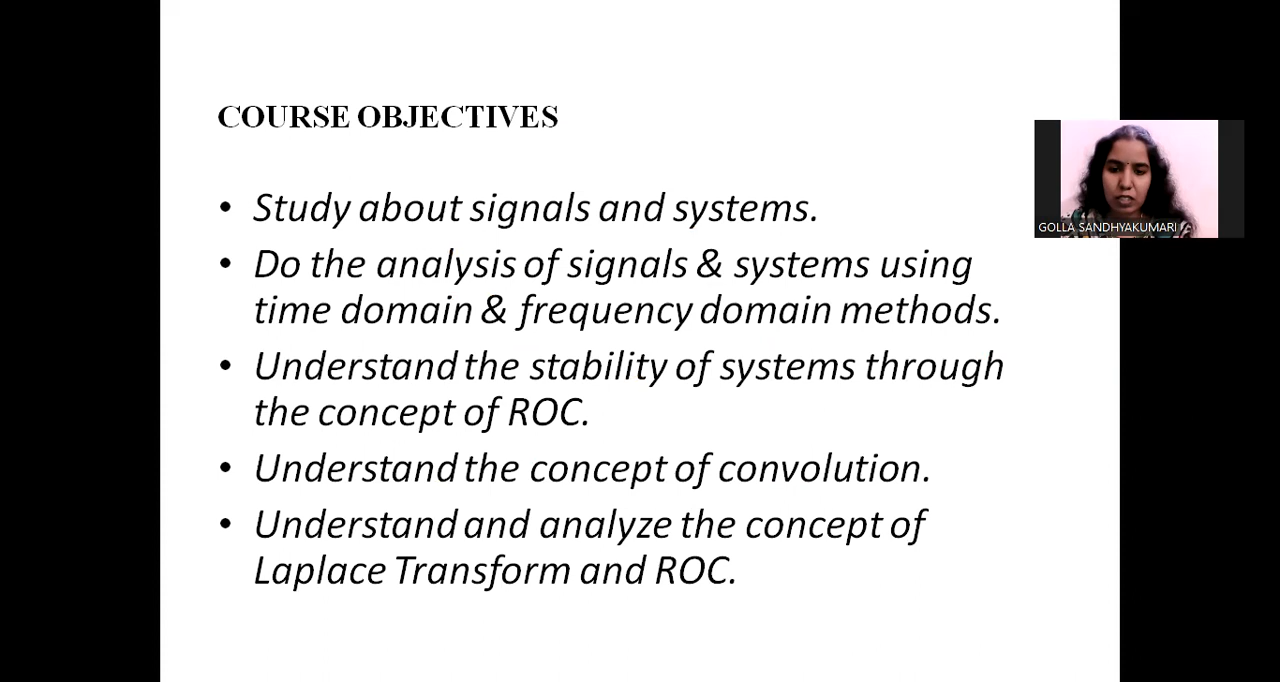 COURSE OBJECTIVES
• Study about signals and systems.
• Do the analysis of signals & systems using
time domain & frequency domain methods.
• Understand the stability of systems through
the concept of ROC.
• Understand the concept of convolution.
• Understand and analyze the concept of
Laplace Transform and ROC.
GOLLA SANDHYAKUMARI